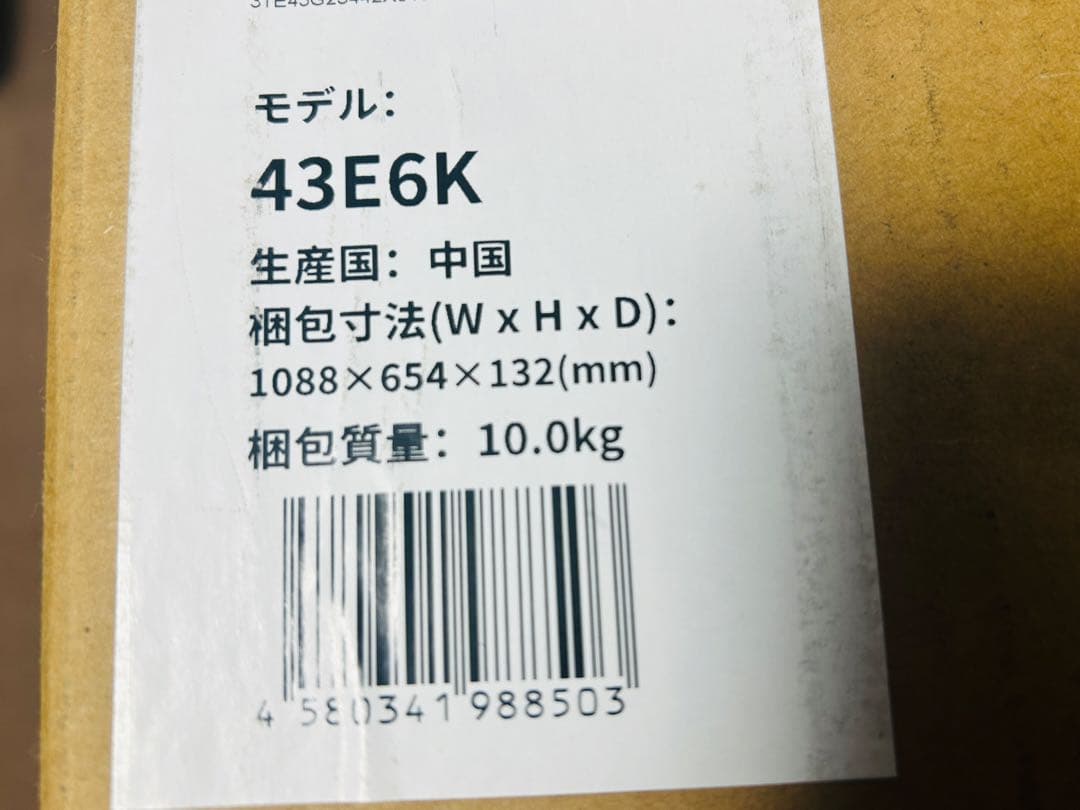 モデル：
43E6K
生産国：中国
梱包寸法(W x H x D)：
1088×654×132(mm)
梱包質量：10.0kg
4 580341 988503